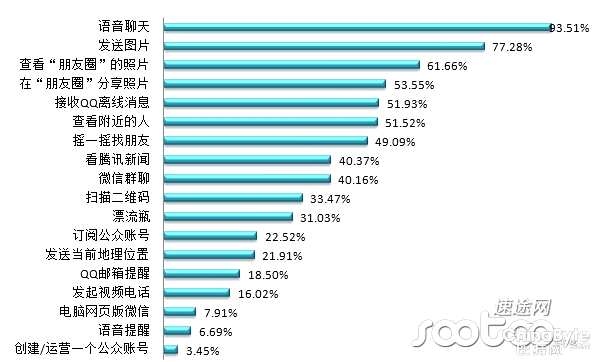 语音聊天 93.51%
发送图片 77.28%
查看“朋友圈”的照片 61.66%
在“朋友圈”分享照片 53.55%
接收QQ离线消息 51.93%
查看附近的人 51.52%
摇一摇找朋友 49.09%
看腾讯新闻 40.37%
微信群聊 40.16%
扫描二维码 33.47%
漂流瓶 31.03%
订阅公众账号 22.52%
发送当前地理位置 21.91%
QQ邮箱提醒 18.50%
发起视频电话 16.02%
电脑网页版微信 7.91%
语音提醒 6.69%
创建/运营一个公众账号 3.45%
速途网
ChinaByte
比特网